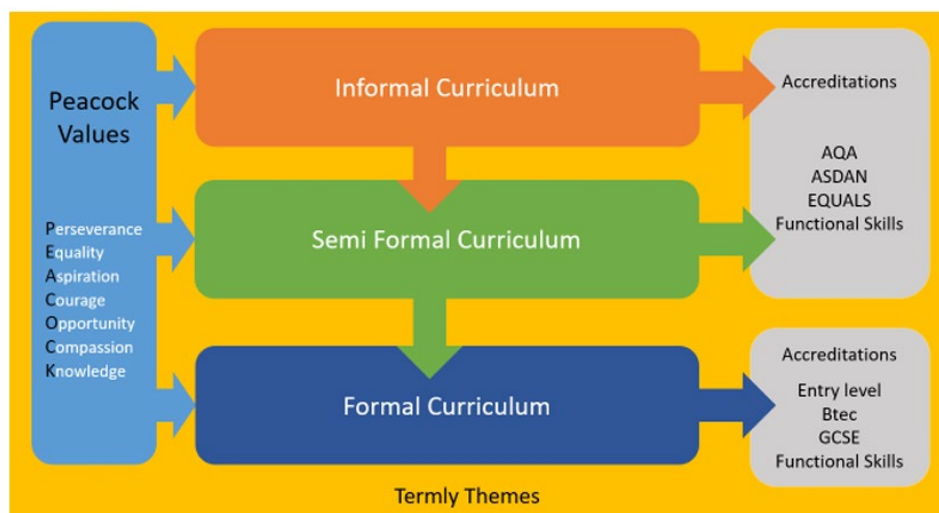 Peacock
Values
Perseverance
Equality
Aspiration
Courage
Opportunity
Compassion
Knowledge
Informal Curriculum
Semi Formal Curriculum
Formal Curriculum
Accreditations
AQA
ASDAN
EQUALS
Functional Skills
Accreditations
Entry level
Btec
GCSE
Functional Skills
Termly Themes